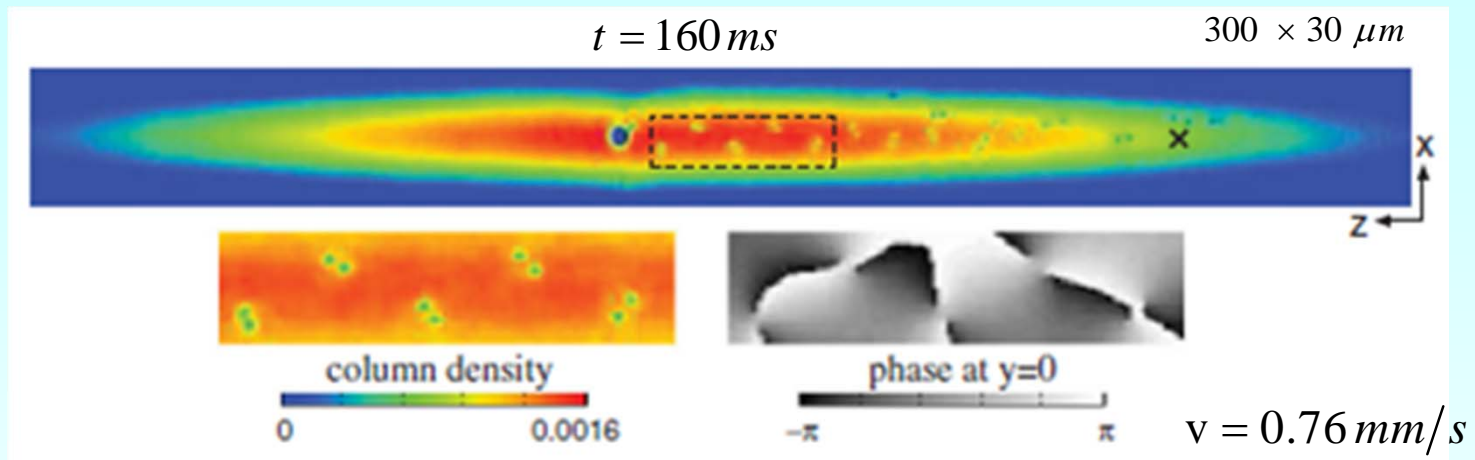 t = 160 ms
300 × 30 μm
×
X
Z
column density
0
0.0016
phase at y=0
−π
π
v = 0.76 mm/s